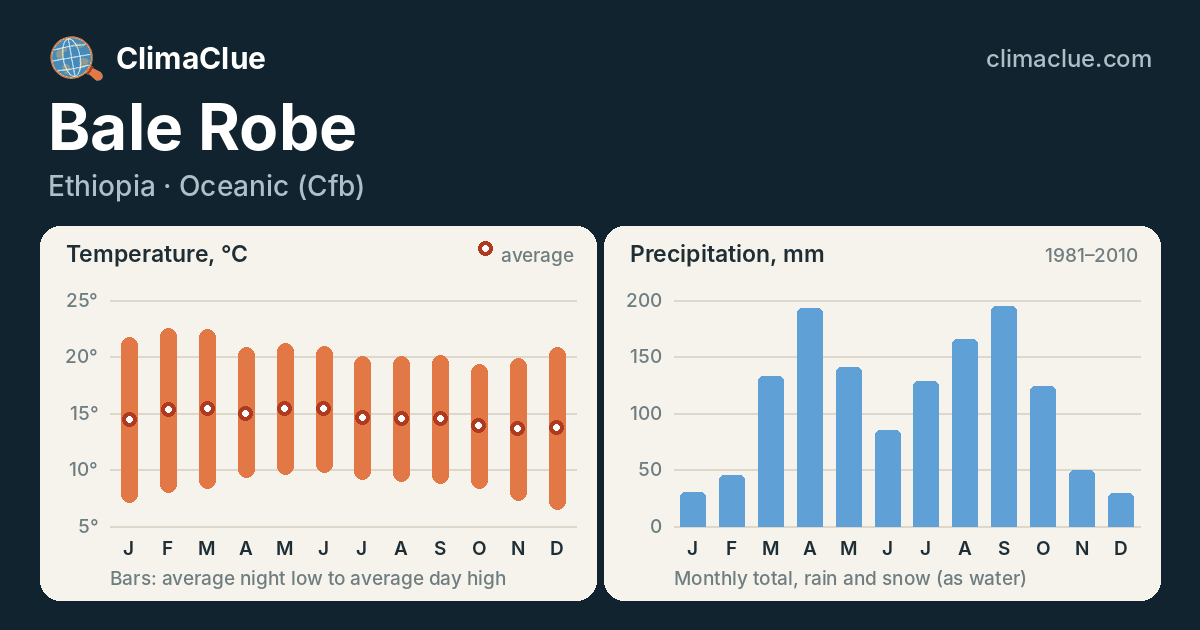 ClimaClue
climaclue.com
Bale Robe
Ethiopia · Oceanic (Cfb)
Temperature, °C
average
25°
20°
15°
10°
5°
J F M A M J J A S O N D
Bars: average night low to average day high
Precipitation, mm
1981–2010
200
150
100
50
0
J F M A M J J A S O N D
Monthly total, rain and snow (as water)